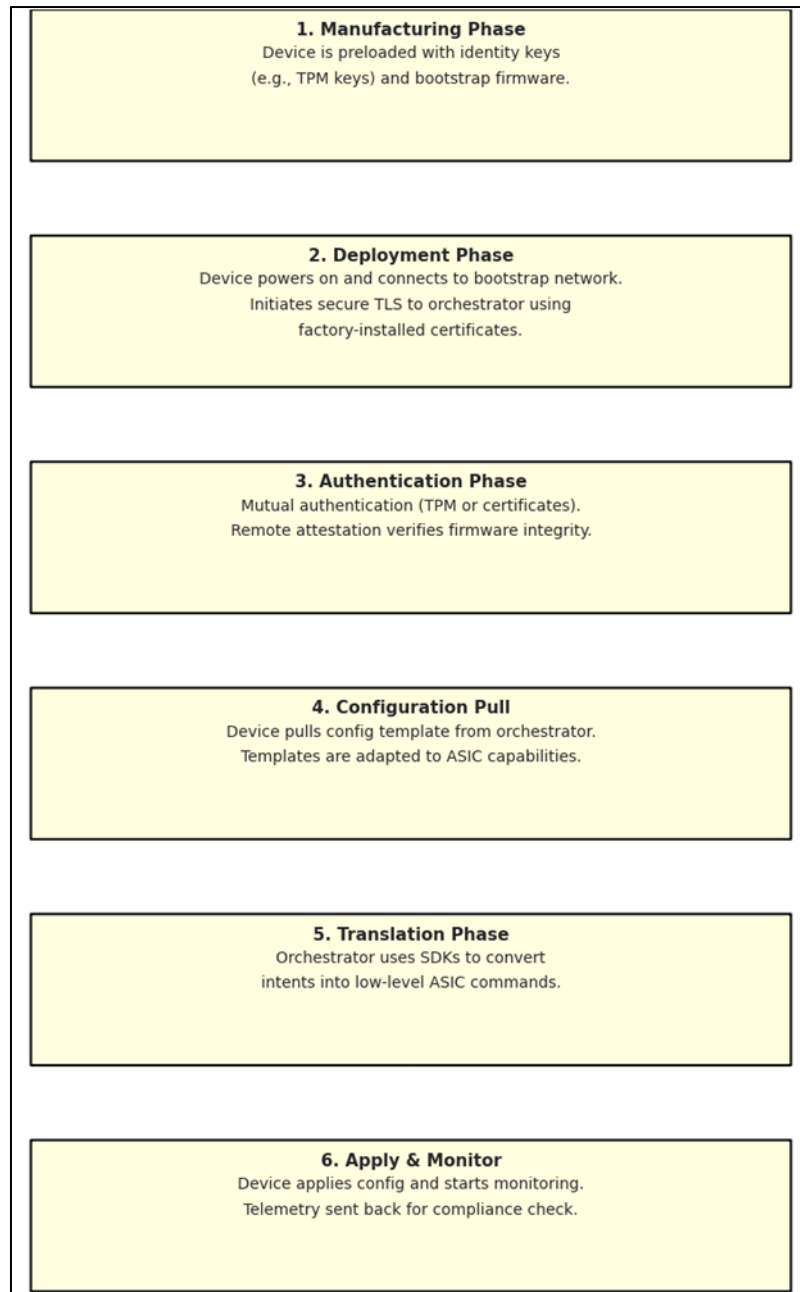 1. Manufacturing Phase
Device is preloaded with identity keys
(e.g., TPM keys) and bootstrap firmware.
2. Deployment Phase
Device powers on and connects to bootstrap network.
Initiates secure TLS to orchestrator using
factory-installed certificates.
3. Authentication Phase
Mutual authentication (TPM or certificates).
Remote attestation verifies firmware integrity.
4. Configuration Pull
Device pulls config template from orchestrator.
Templates are adapted to ASIC capabilities.
5. Translation Phase
Orchestrator uses SDKs to convert
intents into low-level ASIC commands.
6. Apply & Monitor
Device applies config and starts monitoring.
Telemetry sent back for compliance check.